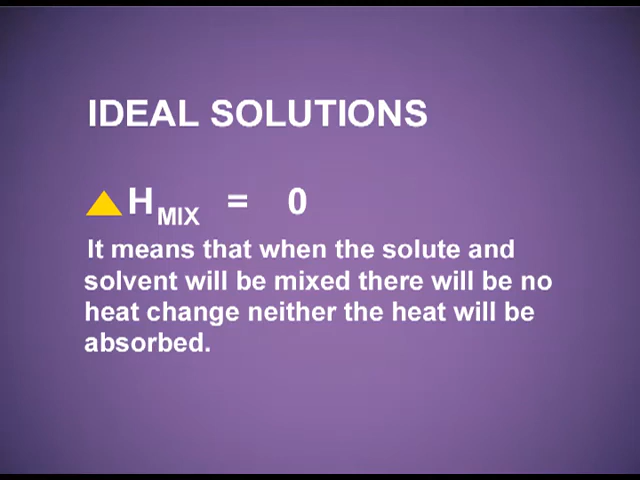 IDEAL SOLUTIONS
▲ H MIX = 0
It means that when the solute and
solvent will be mixed there will be no
heat change neither the heat will be
absorbed.